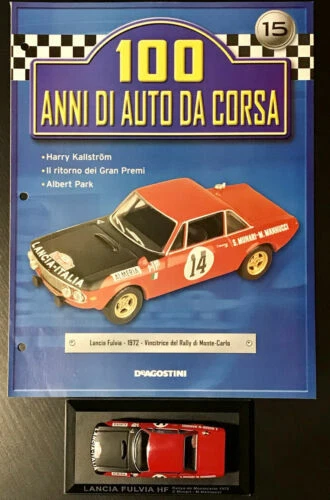 15
100
ANNI DI AUTO DA CORSA
• Harry Kallström
• Il ritorno dei Gran Premi
• Albert Park
S. MUNARI-M. MANNUCCI
14
ALMERIA
LANCIA-ITALIA
Lancia Fulvia - 1972 - Vincitrice del Rally di Monte-Carlo
DeAGOSTINI
LANCIA FULVIA HF